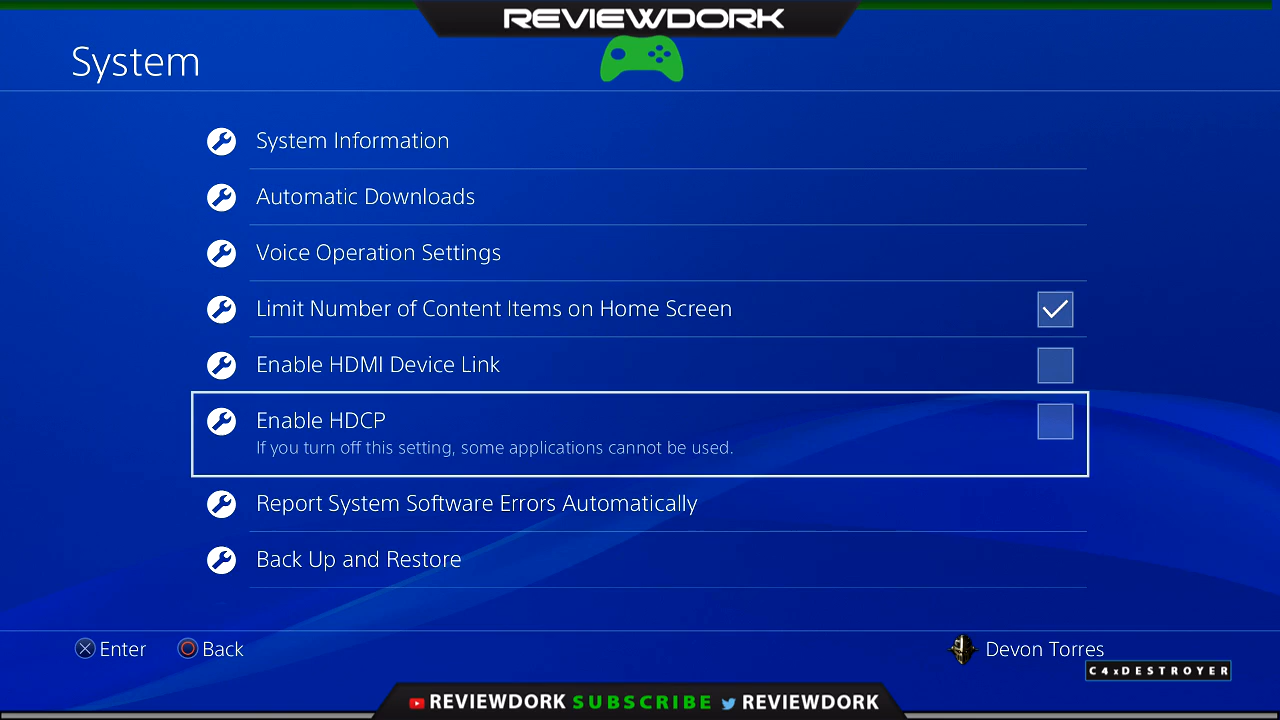 REVIEWDORK
System
System Information
Automatic Downloads
Voice Operation Settings
Limit Number of Content Items on Home Screen
Enable HDMI Device Link
Enable HDCP
If you turn off this setting, some applications cannot be used.
Report System Software Errors Automatically
Back Up and Restore
Enter Back Devon Torres
C4xDESTROYER
REVIEWDORK SUBSCRIBE REVIEWDORK